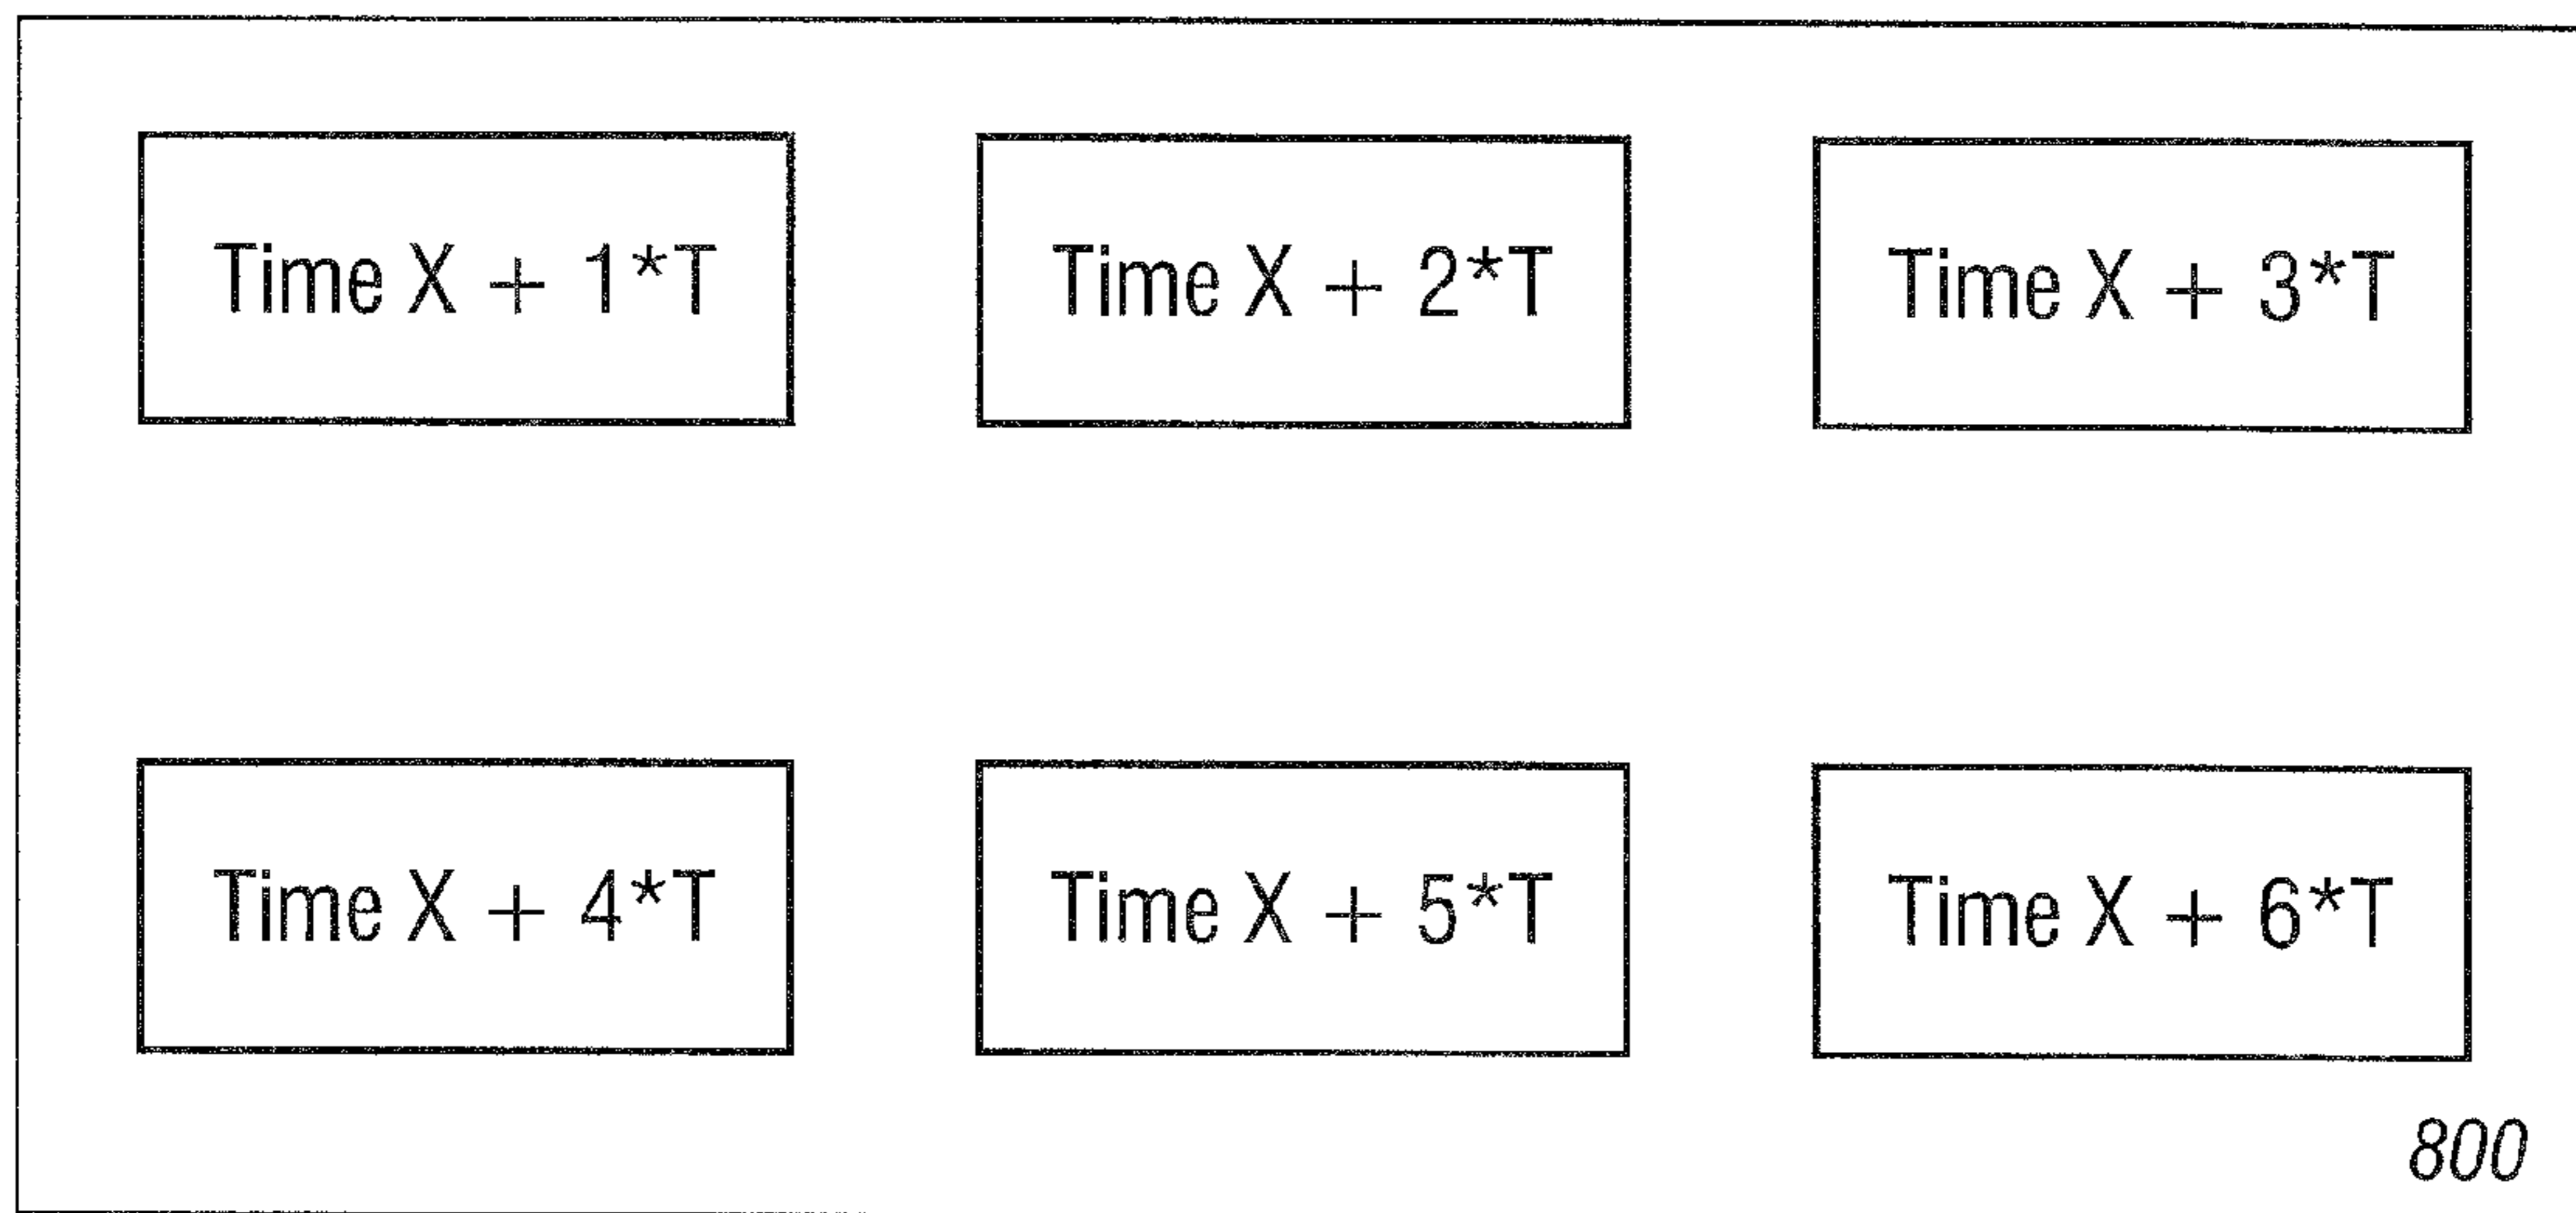 Time X + 1*T
Time X + 2*T
Time X + 3*T
Time X + 4*T
Time X + 5*T
Time X + 6*T
800